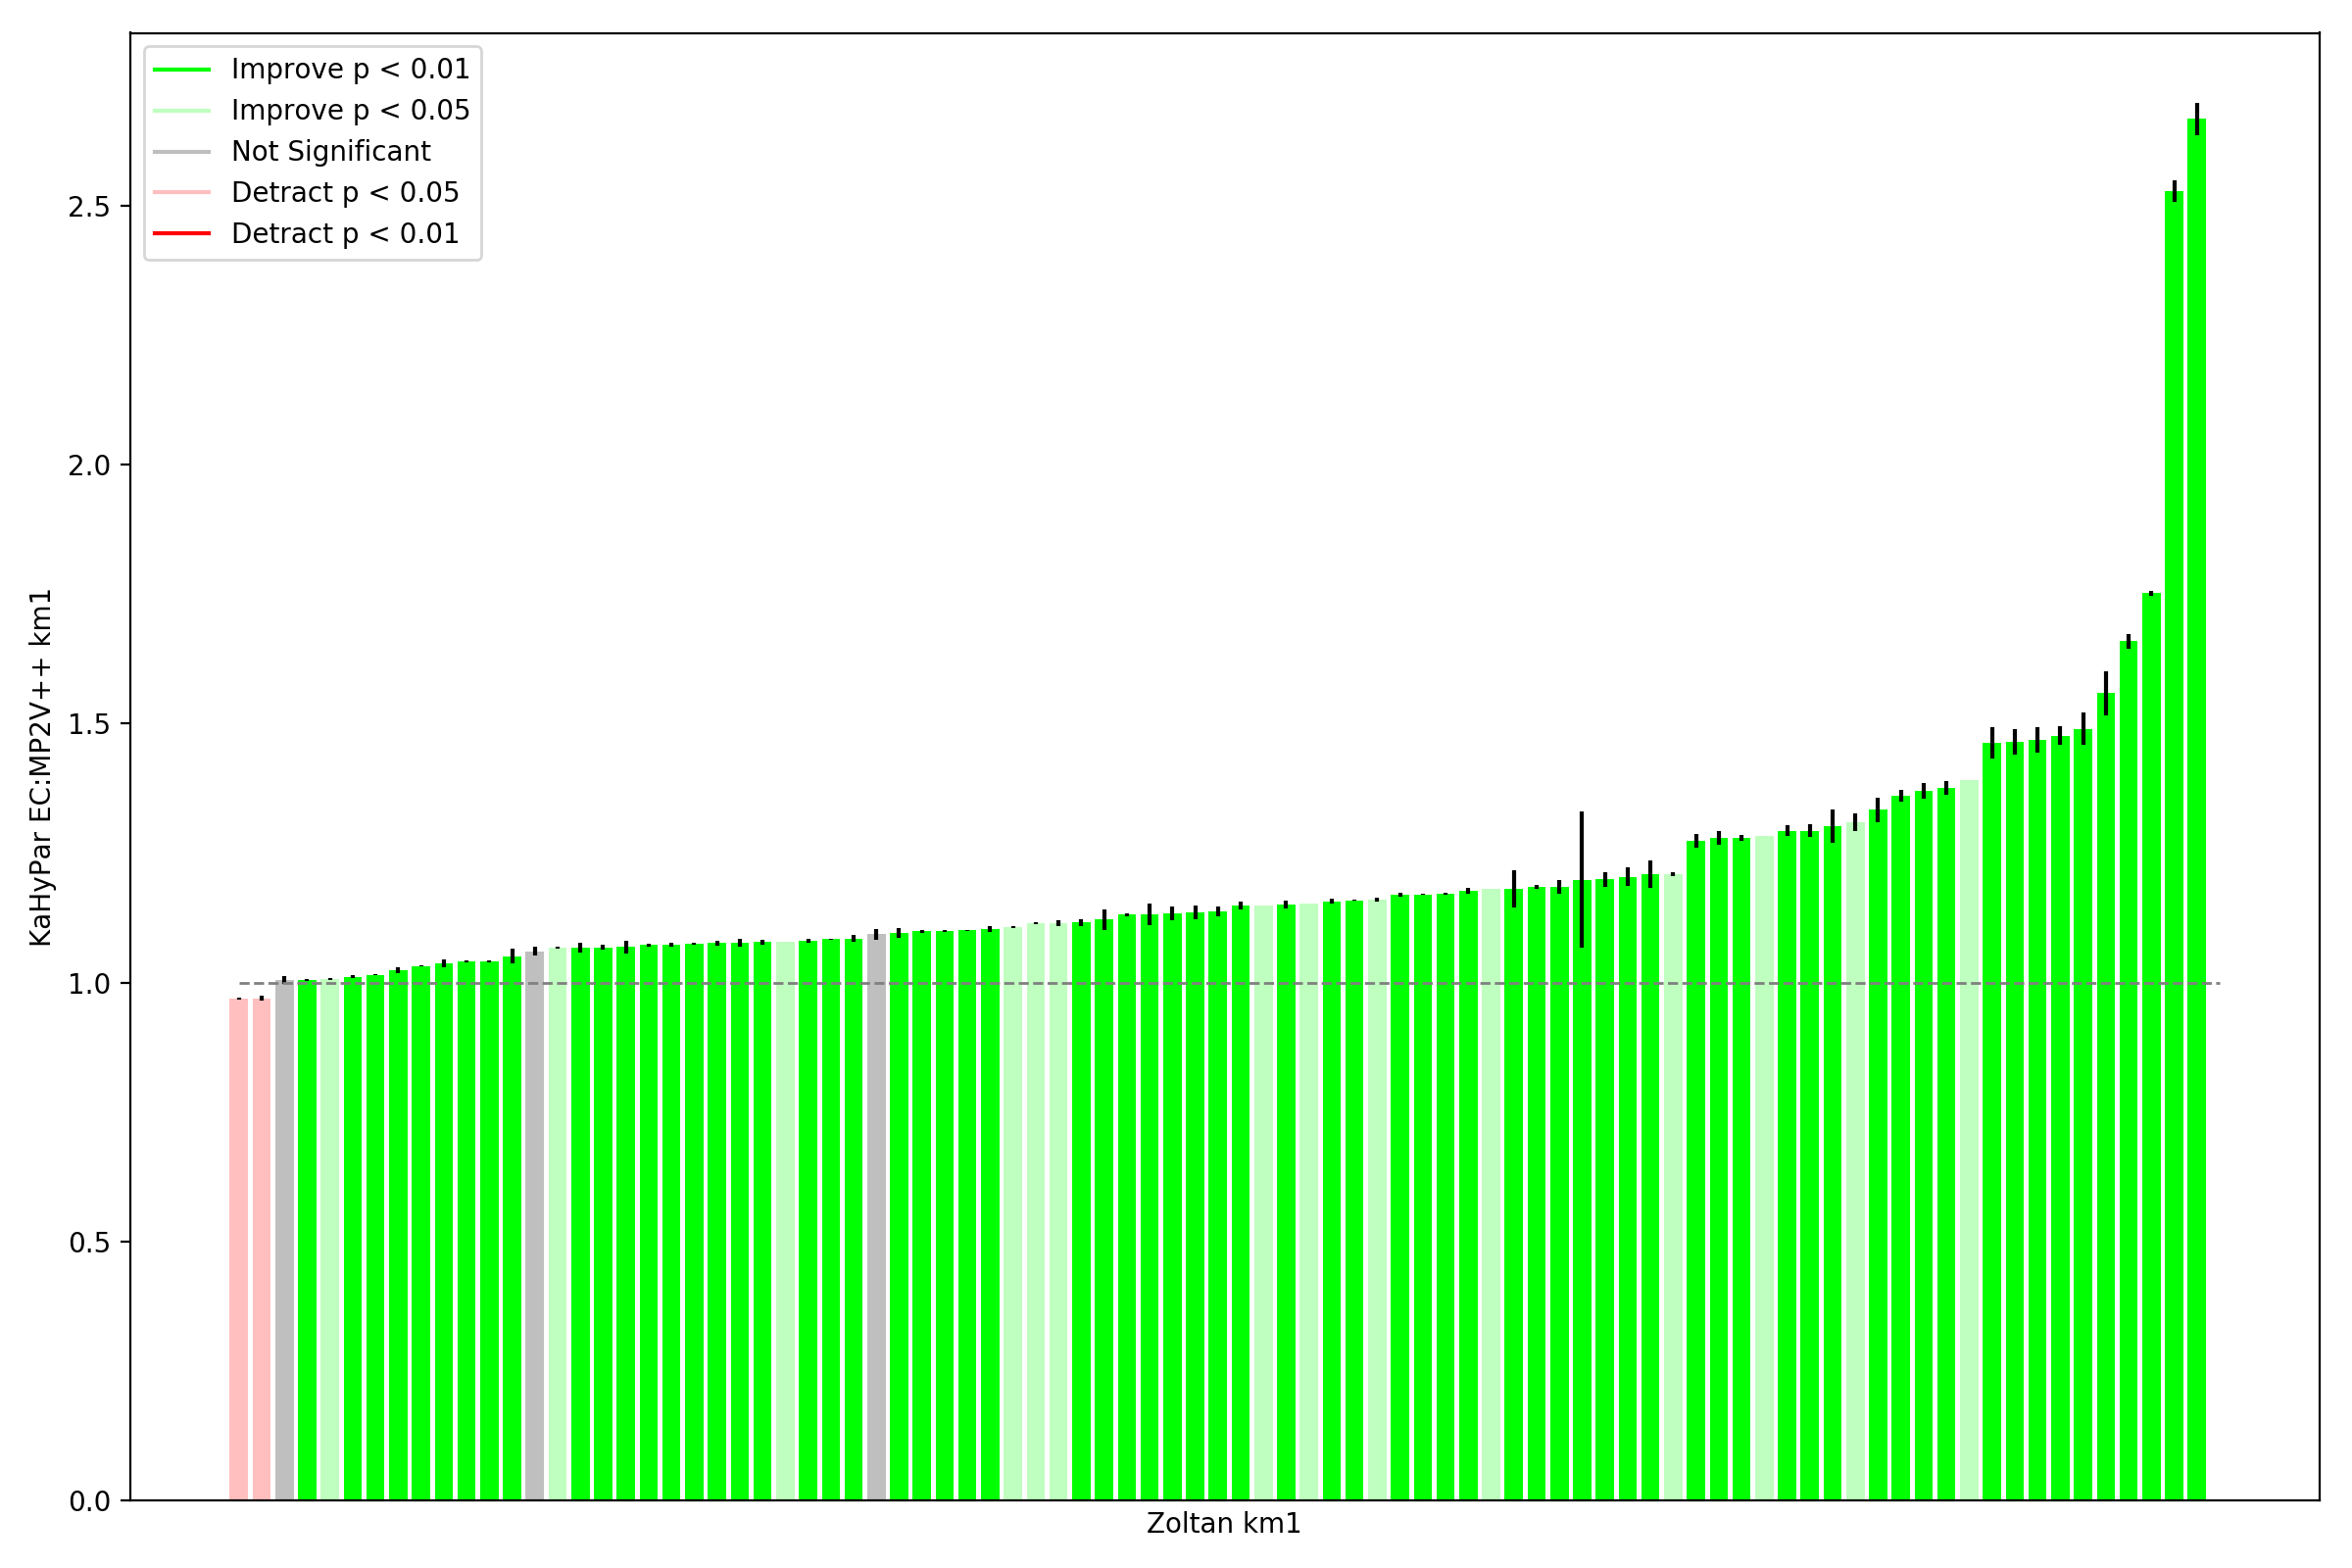 Improve p < 0.01
Improve p < 0.05
Not Significant
Detract p < 0.05
Detract p < 0.01
2.5
2.0
1.5
1.0
0.5
0.0
KaHyPar EC:MP2V++ km1
Zoltan km1